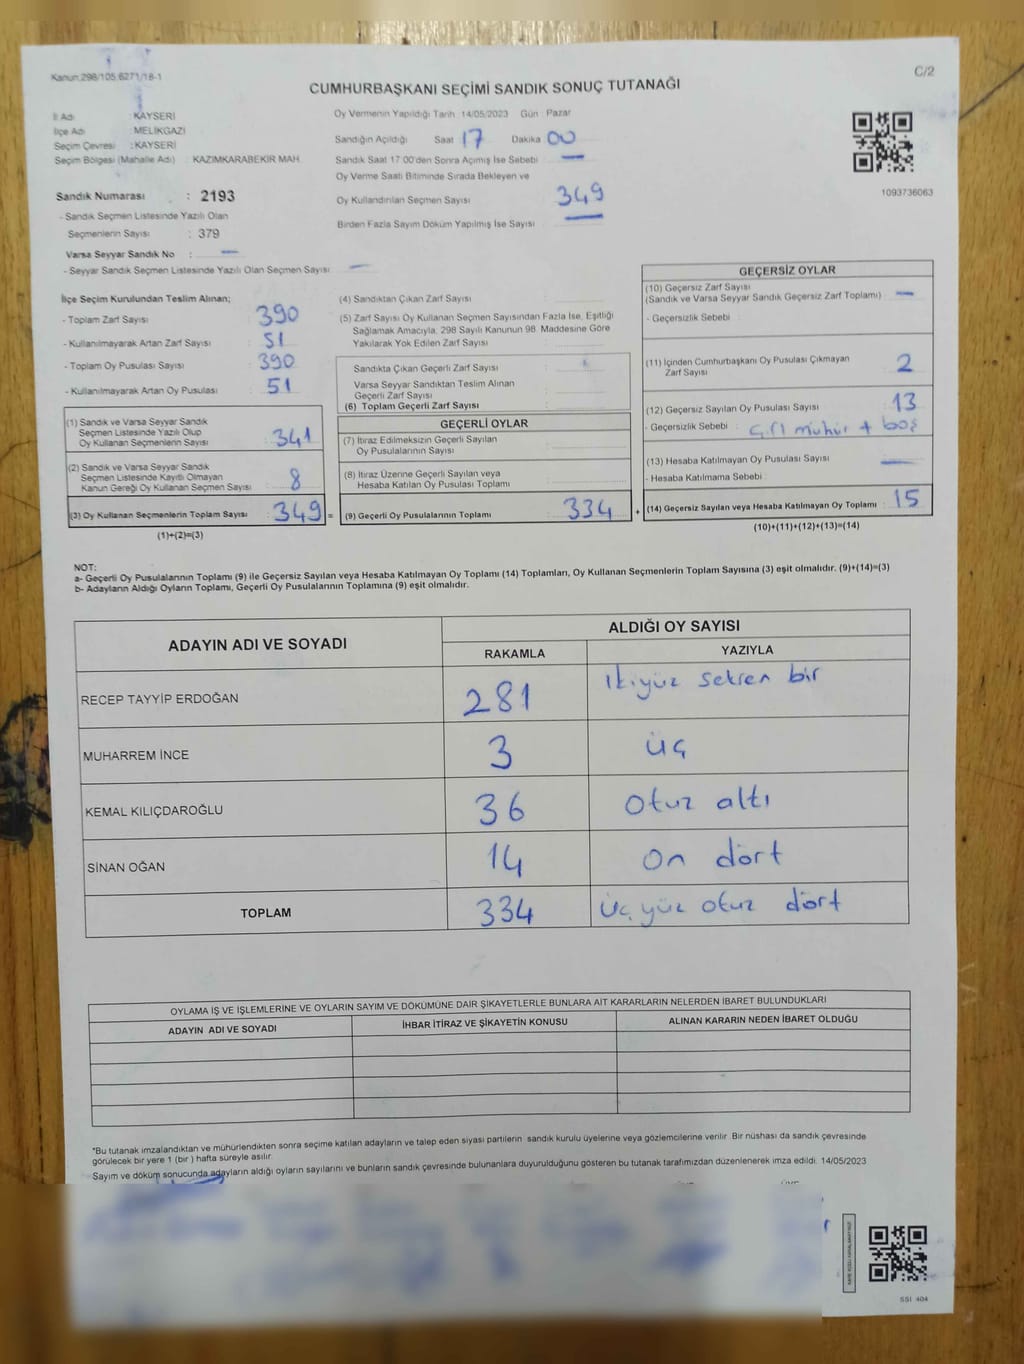 Kanun:298/105,6271/18-1
C/2
CUMHURBAŞKANI SEÇİMİ SANDIK SONUÇ TUTANAĞI
İl Adı : KAYSERİ
İlçe Adı : MELİKGAZİ
Seçim Çevresi : KAYSERİ
Seçim Bölgesi (Mahalle Adı) : KAZIMKARABEKİR MAH.
Sandık Numarası : 2193
- Sandık Seçmen Listesinde Yazılı Olan
Seçmenlerin Sayısı : 379
Varsa Seyyar Sandık No : —
- Seyyar Sandık Seçmen Listesinde Yazılı Olan Seçmen Sayısı : —
Oy Vermenin Yapıldığı Tarih 14/05/2023 Gün Pazar
Sandığın Açıldığı Saat 17 Dakika 00
Sandık Saat 17:00'den Sonra Açımış İse Sebebi —
Oy Verme Saati Bitiminde Sırada Bekleyen ve
Oy Kullandırılan Seçmen Sayısı 349
Birden Fazla Sayım Döküm Yapılmış İse Sayısı —
1093736063
İlçe Seçim Kurulundan Teslim Alınan;
- Toplam Zarf Sayısı : 390
- Kullanılmayarak Artan Zarf Sayısı : 51
- Toplam Oy Pusulası Sayısı : 390
- Kullanılmayarak Artan Oy Pusulası : 51
(1) Sandık ve Varsa Seyyar Sandık
Seçmen Listesinde Yazılı Olup
Oy Kullanan Seçmenlerin Sayısı : 341
(2) Sandık ve Varsa Seyyar Sandık
Seçmen Listesinde Kayıtlı Olmayan
Kanun Gereği Oy Kullanan Seçmen Sayısı : 8
(3) Oy Kullanan Seçmenlerin Toplam Sayısı : 349 =
(1)+(2)=(3)
(4) Sandıktan Çıkan Zarf Sayısı :
(5) Zarf Sayısı Oy Kullanan Seçmen Sayısından Fazla İse, Eşitliği
Sağlamak Amacıyla, 298 Sayılı Kanunun 98. Maddesine Göre
Yakılarak Yok Edilen Zarf Sayısı :
Sandıkta Çıkan Geçerli Zarf Sayısı :
Varsa Seyyar Sandıktan Teslim Alınan
Geçerli Zarf Sayısı :
(6) Toplam Geçerli Zarf Sayısı :
GEÇERLİ OYLAR
(7) İtiraz Edilmeksizin Geçerli Sayılan
Oy Pusulalarının Sayısı :
(8) İtiraz Üzerine Geçerli Sayılan veya
Hesaba Katılan Oy Pusulası Toplamı :
(9) Geçerli Oy Pusulalarının Toplamı : 334 +
GEÇERSİZ OYLAR
(10) Geçersiz Zarf Sayısı
(Sandık ve Varsa Seyyar Sandık Geçersiz Zarf Toplamı) : —
- Geçersizlik Sebebi :
(11) İçinden Cumhurbaşkanı Oy Pusulası Çıkmayan
Zarf Sayısı : 2
(12) Geçersiz Sayılan Oy Pusulası Sayısı : 13
- Geçersizlik Sebebi : çift mühür + boş
(13) Hesaba Katılmayan Oy Pusulası Sayısı : —
- Hesaba Katılmama Sebebi :
(14) Geçersiz Sayılan veya Hesaba Katılmayan Oy Toplamı : 15
(10)+(11)+(12)+(13)=(14)
NOT:
a- Geçerli Oy Pusulalarının Toplamı (9) ile Geçersiz Sayılan veya Hesaba Katılmayan Oy Toplamı (14) Toplamları, Oy Kullanan Seçmenlerin Toplam Sayısına (3) eşit olmalıdır. (9)+(14)=(3)
b- Adayların Aldığı Oyların Toplamı, Geçerli Oy Pusulalarının Toplamına (9) eşit olmalıdır.
ADAYIN ADI VE SOYADI
ALDIĞI OY SAYISI
RAKAMLA YAZIYLA
RECEP TAYYİP ERDOĞAN 281 ikiyüz seksen bir
MUHARREM İNCE 3 üç
KEMAL KILIÇDAROĞLU 36 otuz altı
SİNAN OĞAN 14 on dört
TOPLAM 334 üç yüz otuz dört
OYLAMA İŞ VE İŞLEMLERİNE VE OYLARIN SAYIM VE DÖKÜMÜNE DAİR ŞİKAYETLERLE BUNLARA AİT KARARLARIN NELERDEN İBARET BULUNDUKLARI
ADAYIN ADI VE SOYADI İHBAR İTİRAZ VE ŞİKAYETİN KONUSU ALINAN KARARIN NEDEN İBARET OLDUĞU
*Bu tutanak imzalandıktan ve mühürlendikten sonra seçime katılan adayların ve talep eden siyasi partilerin sandık kurulu üyelerine veya gözlemcilerine verilir. Bir nüshası da sandık çevresinde
görülecek bir yere 1 (bir ) hafta süreyle asılır.
Sayım ve döküm sonucunda adayların aldığı oyların sayılarını ve bunların sandık çevresinde bulunanlara duyurulduğunu gösteren bu tutanak tarafımızdan düzenlenerek imza edildi. 14/05/2023
SSI 404